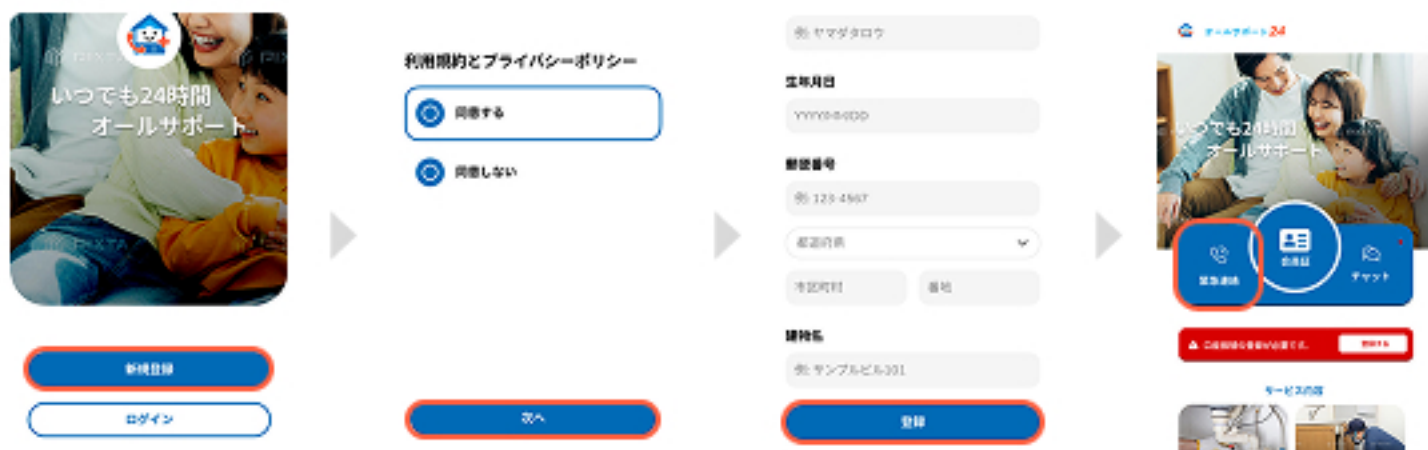 いつでも24時間
オールサポート
新規登録
ログイン
利用規約とプライバシーポリシー
同意する
同意しない
次へ
例: ヤマダタロウ
生年月日
YYYYMMDD
郵便番号
例: 123-4567
都道府県
市区町村
番地
建物名
例: サンプルビル101
登録
オールサポート24
いつでも24時間
オールサポート
緊急連絡
会員証
チャット
サービス内容